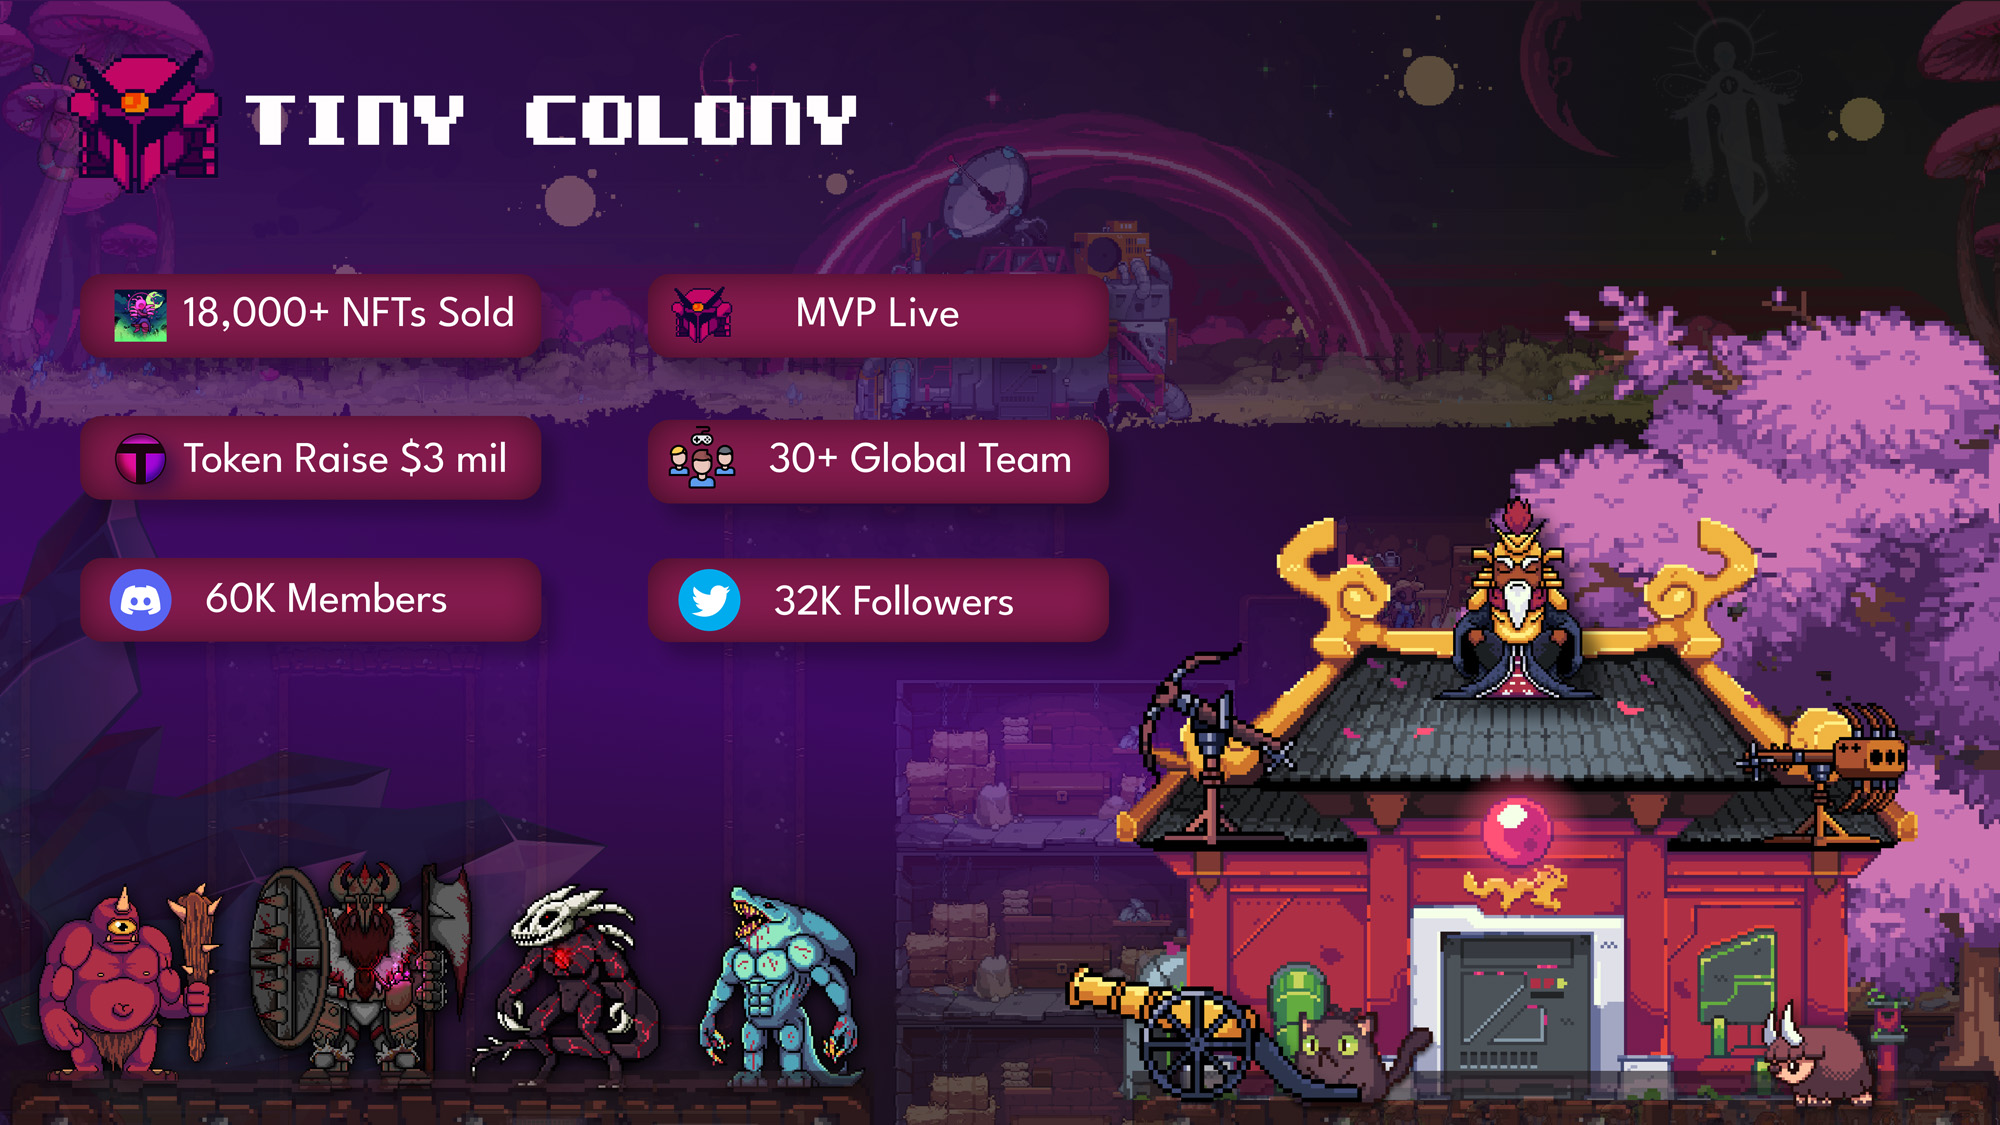 TINY COLONY
18,000+ NFTs Sold
MVP Live
Token Raise $3 mil
30+ Global Team
60K Members
32K Followers